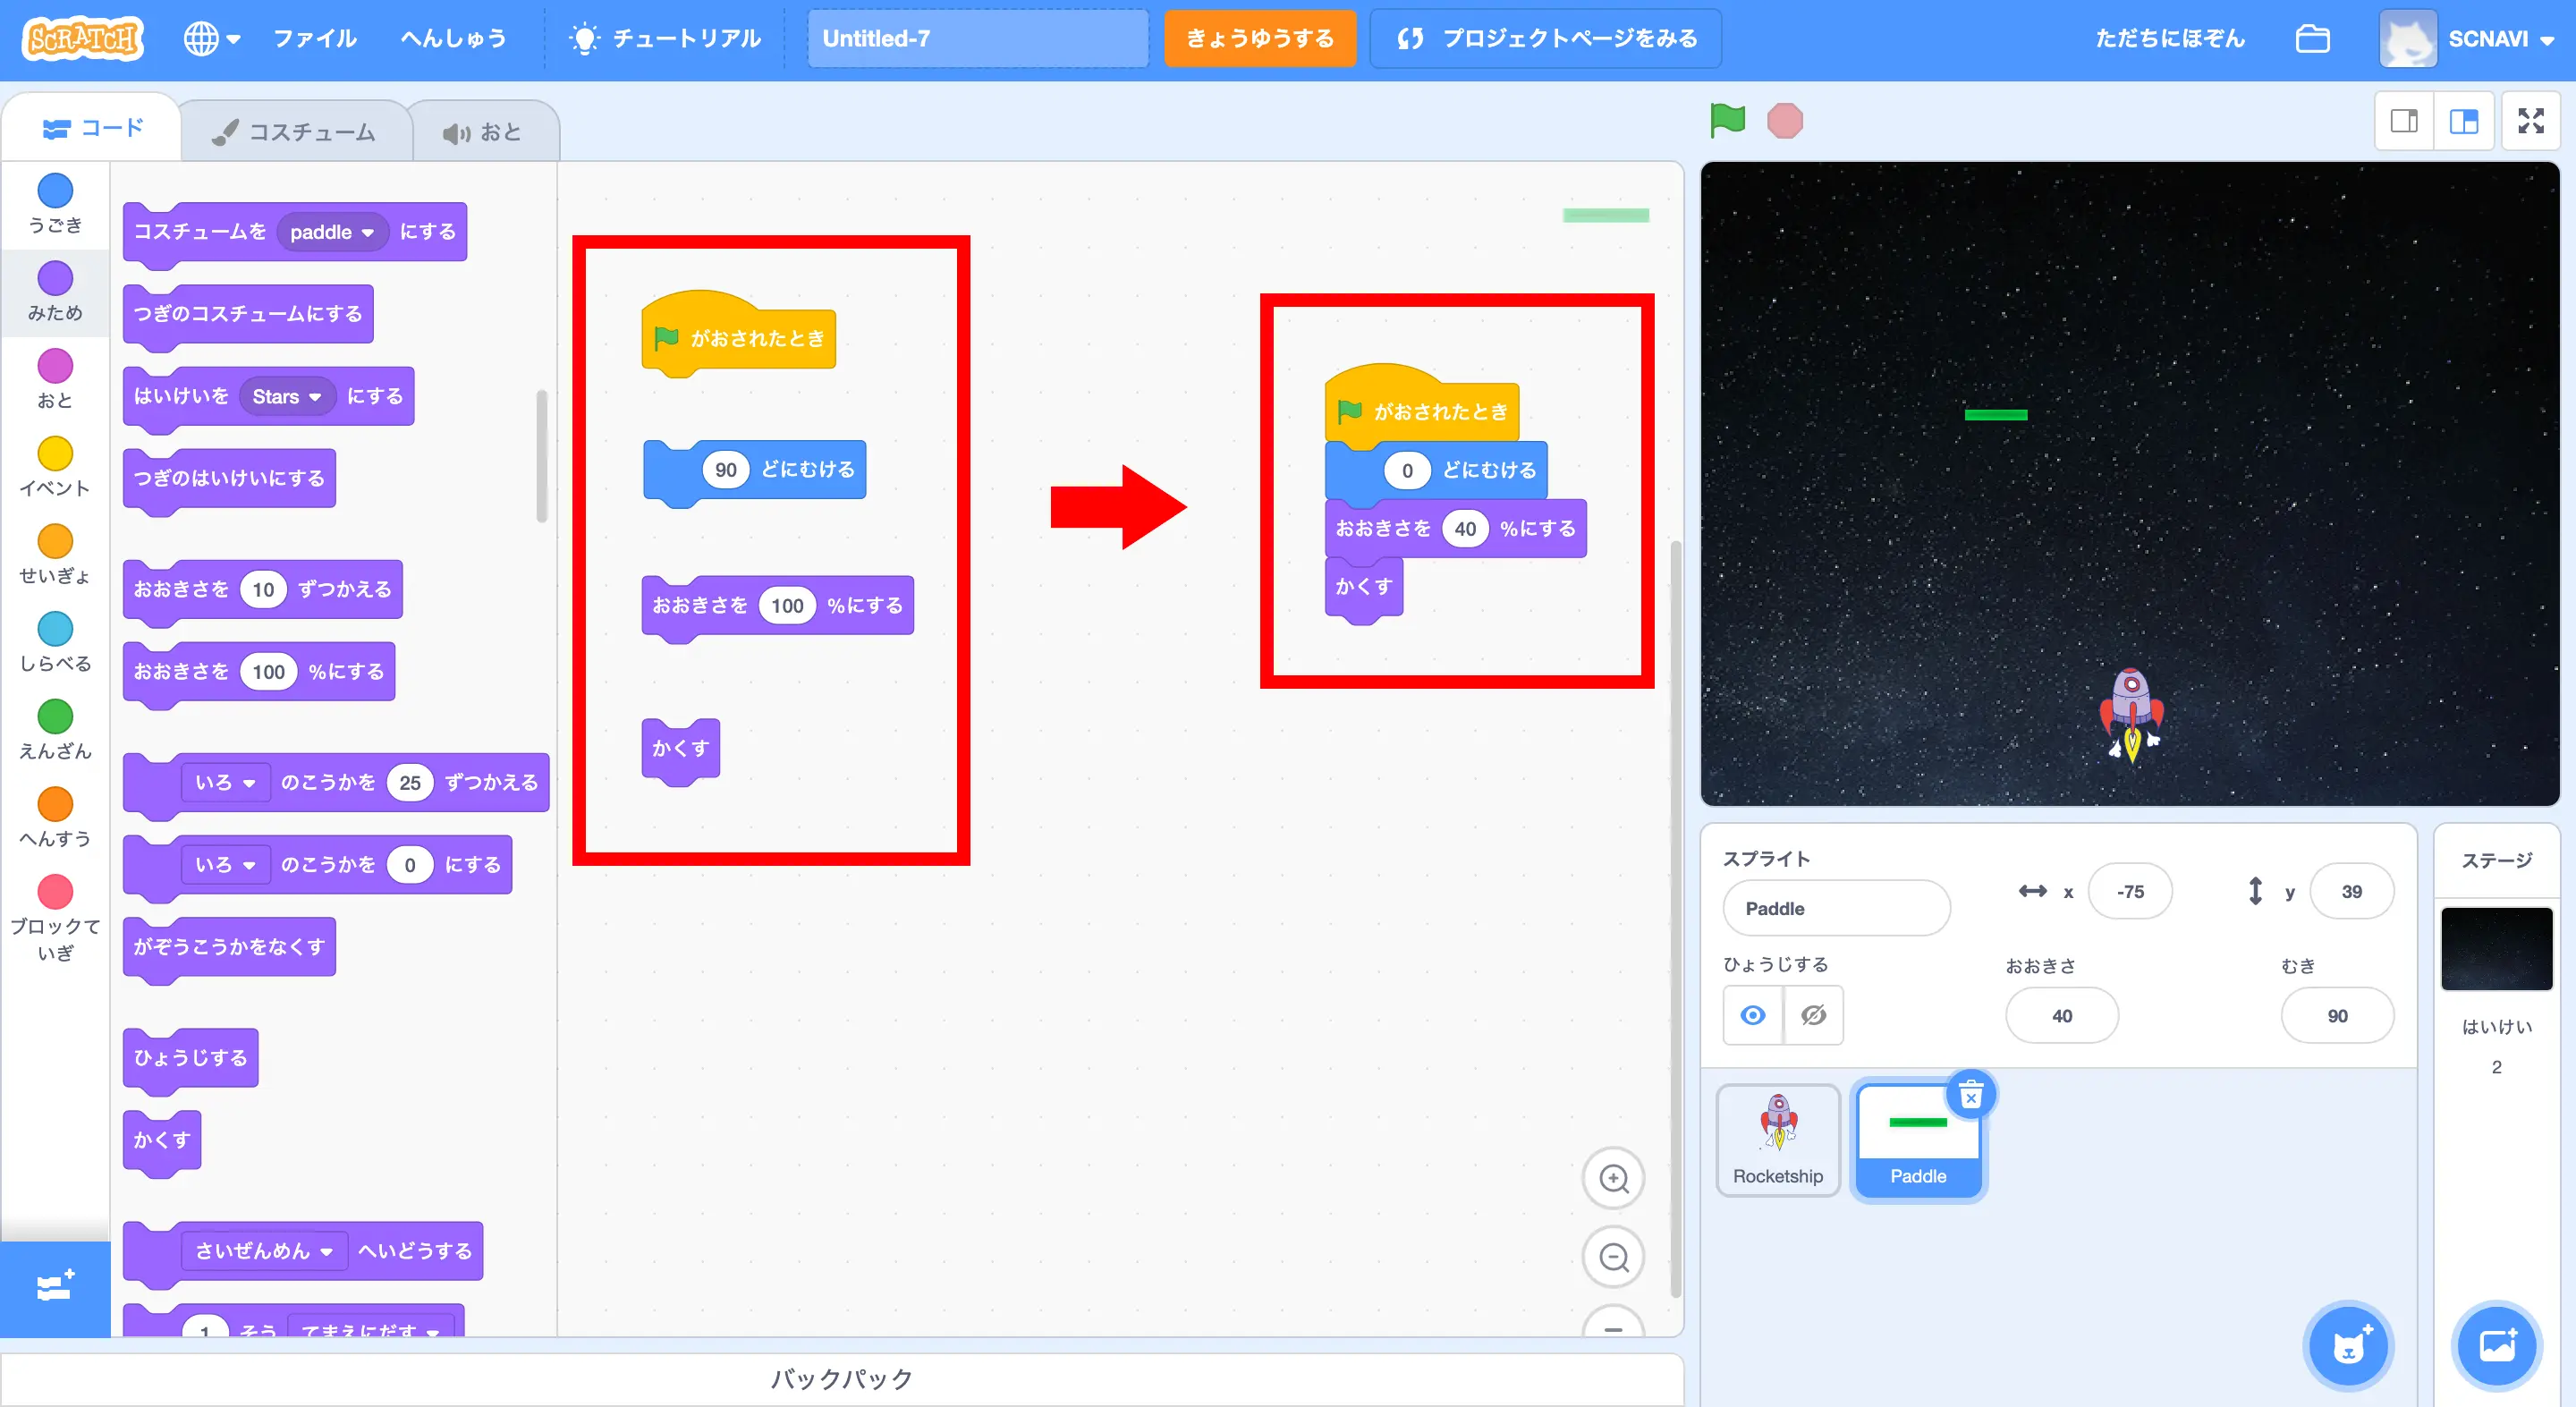 SCRATCH
ファイル
へんしゅう
チュートリアル
Untitled-7
きょうゆうする
プロジェクトページをみる
ただちにほぞん
SCNAVI
コード
コスチューム
おと
うごき
みため
おと
イベント
せいぎょ
しらべる
えんざん
へんすう
ブロックて
いぎ
コスチュームを paddle にする
つぎのコスチュームにする
はいけいを Stars にする
つぎのはいけいにする
おおきさを 10 ずつかえる
おおきさを 100 %にする
いろ のこうかを 25 ずつかえる
いろ のこうかを 0 にする
がぞうこうかをなくす
ひょうじする
かくす
さいぜんめん へいどうする
1 そう てまえにだす
がおされたとき
90 どにむける
おおきさを 100 %にする
かくす
がおされたとき
0 どにむける
おおきさを 40 %にする
かくす
バックパック
スプライト
Paddle
x -75
y 39
ひょうじする
おおきさ
40
むき
90
Rocketship
Paddle
ステージ
はいけい
2